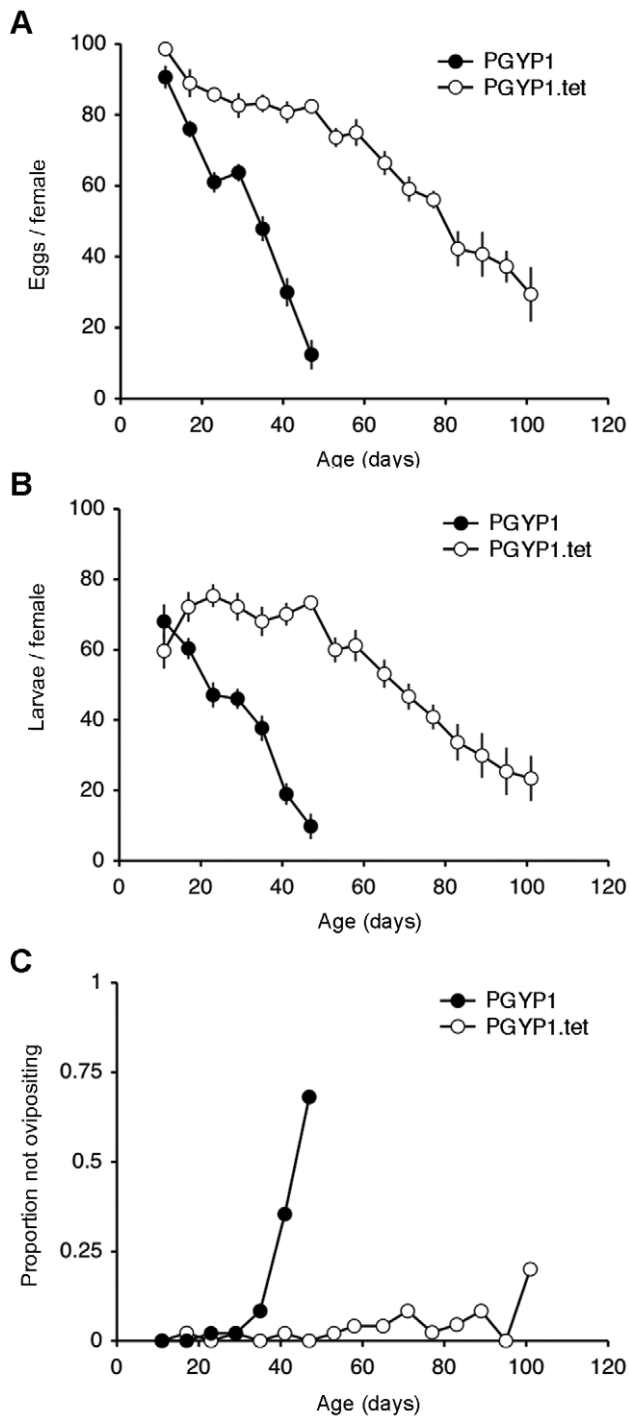 A
100
80
60
40
20
0
Eggs / female
PGYP1
PGYP1.tet
0 20 40 60 80 100 120
Age (days)
B
100
80
60
40
20
0
Larvae / female
PGYP1
PGYP1.tet
0 20 40 60 80 100 120
Age (days)
C
1
0.75
0.5
0.25
0
Proportion not ovipositing
PGYP1
PGYP1.tet
0 20 40 60 80 100 120
Age (days)